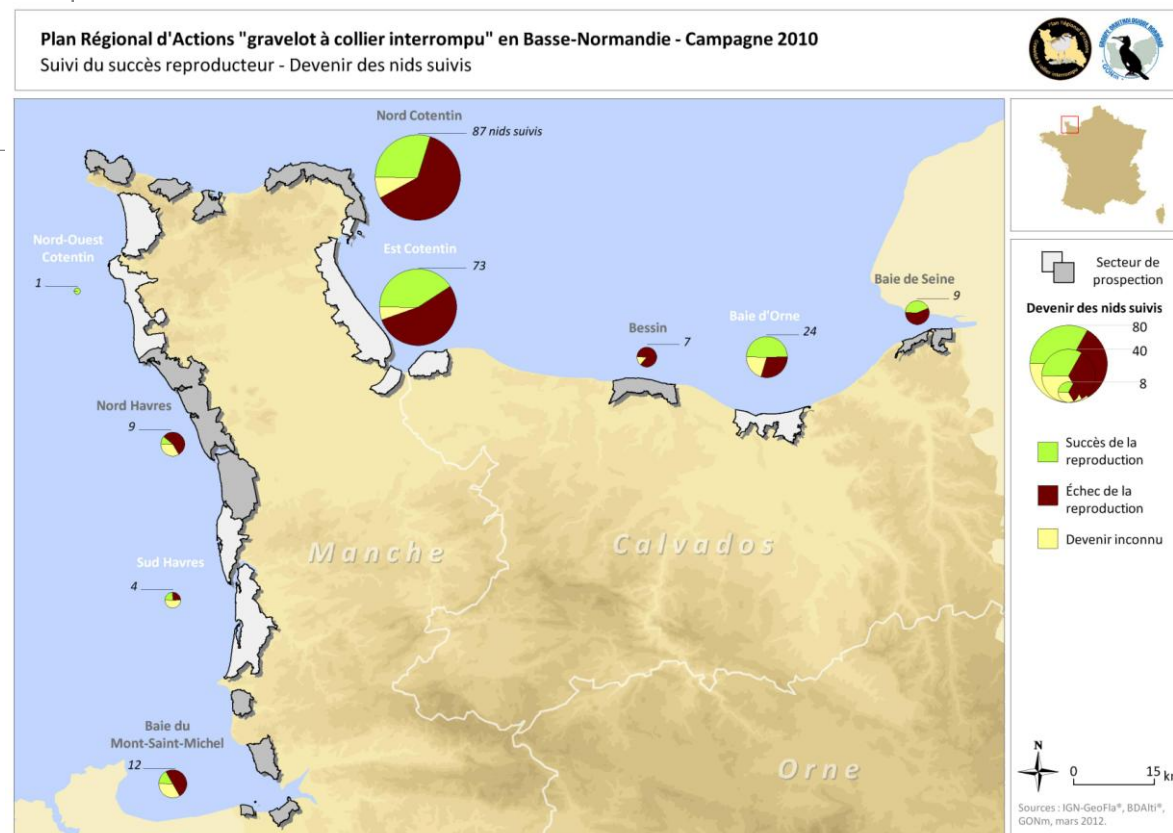 Plan Régional d'Actions "gravelot à collier interrompu" en Basse-Normandie - Campagne 2010
Suivi du succès reproducteur - Devenir des nids suivis
Nord Cotentin
87 nids suivis
Nord-Ouest
Cotentin
1
Est Cotentin
73
Baie de Seine
9
Bessin
7
Baie d'Orne
24
Nord Havres
9
Manche
Calvados
Sud Havres
4
Baie du
Mont-Saint-Michel
12
Orne
Secteur de
prospection
Devenir des nids suivis
80
40
8
Succès de la
reproduction
Échec de la
reproduction
Devenir inconnu
N
0 15 km
Sources : IGN-GeoFla®, BDAlti®,
GONm, mars 2012.